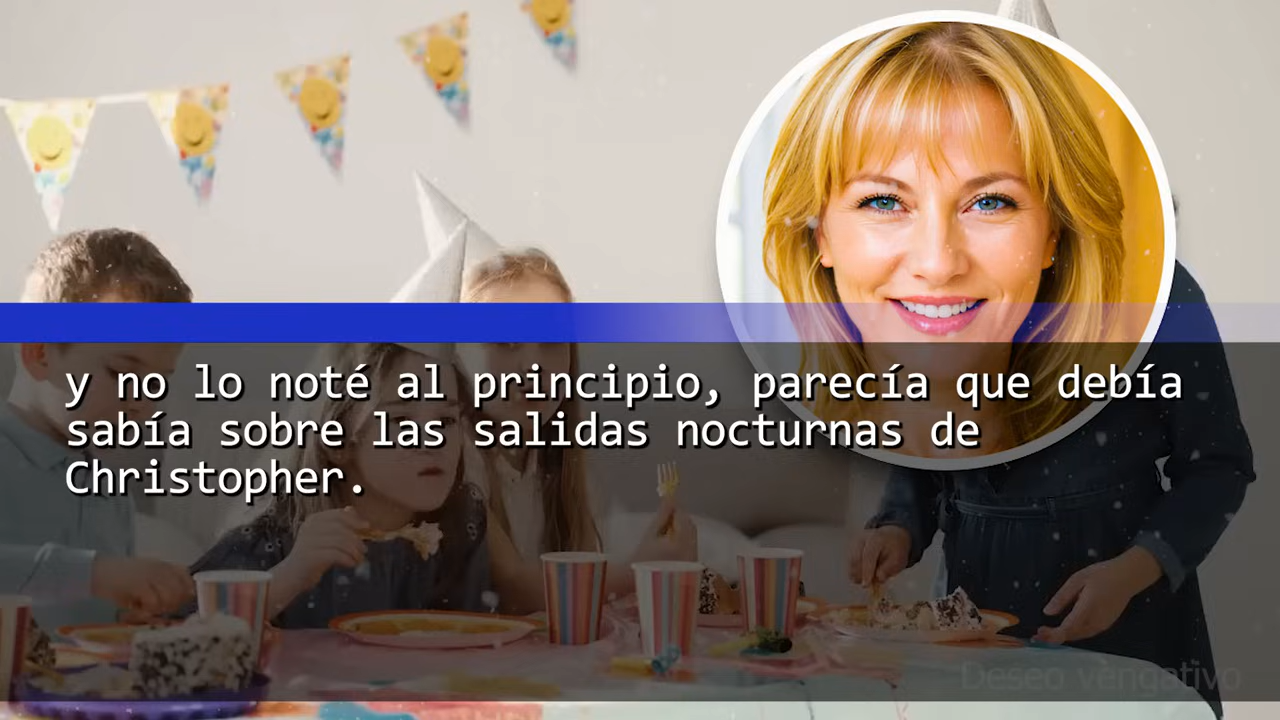 y no lo noté al principio, parecía que debía
sabía sobre las salidas nocturnas de
Christopher.
Deseo vengativo